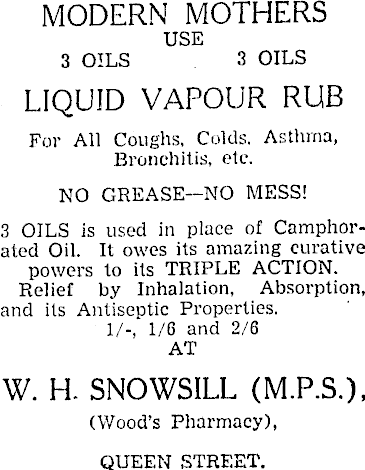 MODERN MOTHERS
USE
3 OILS 3 OILS
LIQUID VAPOUR RUB
For All Coughs, Colds, Asthma,
Bronchitis, etc.
NO GREASE—NO MESS!
3 OILS is used in place of Camphor-
ated Oil. It owes its amazing curative
powers to its TRIPLE ACTION.
Relief by Inhalation, Absorption,
and its Antiseptic Properties.
1/-, 1/6 and 2/6
AT
W. H. SNOWSILL (M.P.S.),
(Wood's Pharmacy),
QUEEN STREET.